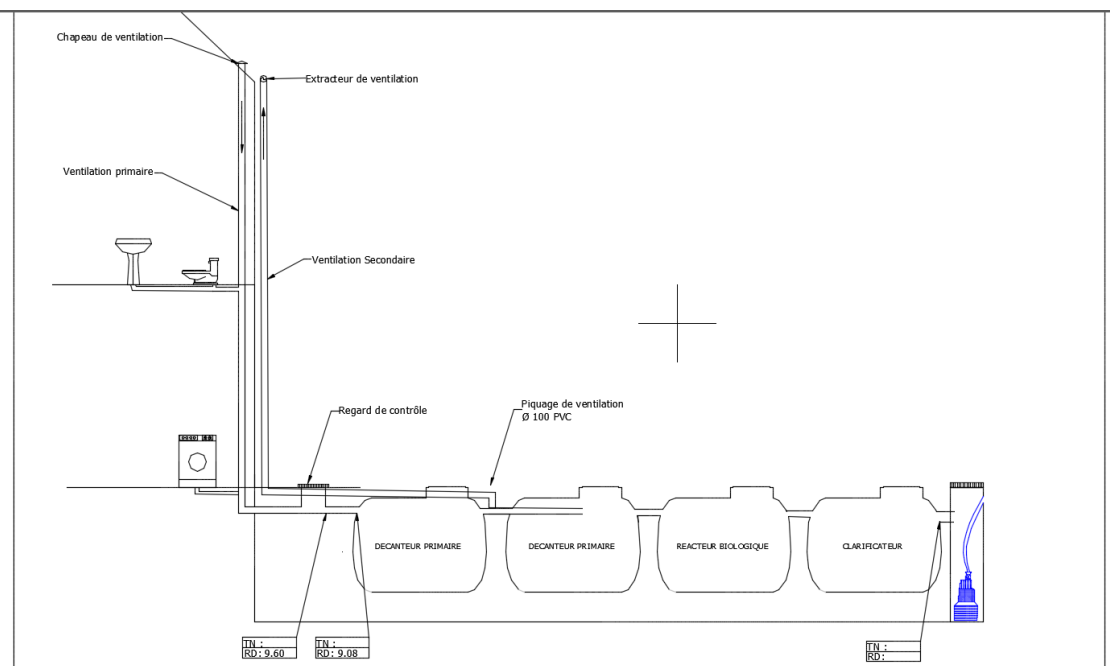 Chapeau de ventilation
Extracteur de ventilation
Ventilation primaire
Ventilation Secondaire
Regard de contrôle
Piquage de ventilation
Ø 100 PVC
DECANTEUR PRIMAIRE
DECANTEUR PRIMAIRE
REACTEUR BIOLOGIQUE
CLARIFICATEUR
TN :
RD: 9.60
TN :
RD: 9.08
TN :
RD: